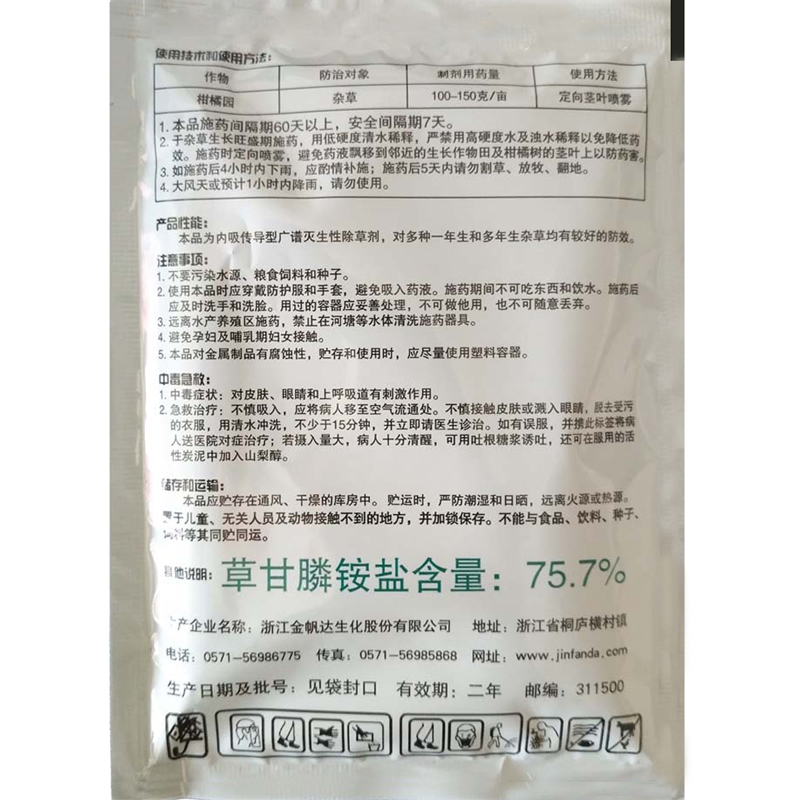 使用技术和使用方法：
作物 防治对象 制剂用药量 使用方法
柑橘园 杂草 100-150克/亩 定向茎叶喷雾
1. 本品施药间隔期60天以上，安全间隔期7天。
2. 于杂草生长旺盛期施药，用低硬度清水稀释，严禁用高硬度水及浊水稀释以免降低药
效。施药时定向喷雾，避免药液飘移到邻近的生长作物田及柑橘树的茎叶上以防药害。
3. 如施药后4小时内下雨，应酌情补施；施药后5天内请勿割草、放牧、翻地。
4. 大风天或预计1小时内降雨，请勿使用。
产品性能：
本品为内吸传导型广谱灭生性除草剂，对多种一年生和多年生杂草均有较好的防效。
注意事项：
1. 不要污染水源、粮食饲料和种子。
2. 使用本品时应穿戴防护服和手套，避免吸入药液。施药期间不可吃东西和饮水。施药后
应及时洗手和洗脸。用过的容器应妥善处理，不可做他用，也不可随意丢弃。
3. 远离水产养殖区施药，禁止在河塘等水体清洗施药器具。
4. 避免孕妇及哺乳期妇女接触。
5. 本品对金属制品有腐蚀性，贮存和使用时，应尽量使用塑料容器。
中毒急救：
1. 中毒症状：对皮肤、眼睛和上呼吸道有刺激作用。
2. 急救治疗：不慎吸入，应将病人移至空气流通处。不慎接触皮肤或溅入眼睛，脱去受污
的衣服，用清水冲洗，不少于15分钟，并立即请医生诊治。如有误服，并携此标签将病
人送医院对症治疗；若摄入量大，病人十分清醒，可用吐根糖浆诱吐，还可在服用的活
性炭泥中加入山梨醇。
储存和运输：
本品应贮存在通风、干燥的库房中。贮运时，严防潮湿和日晒，远离火源或热源。
置于儿童、无关人员及动物接触不到的地方，并加锁保存。不能与食品、饮料、种子、
饲料等其同贮同运。
其他说明：草甘膦铵盐含量：75.7%
产企业名称：浙江金帆达生化股份有限公司 地址：浙江省桐庐横村镇
电话：0571-56986775 传真：0571-56985868 网址：www.jinfanda.com
生产日期及批号：见袋封口 有效期：二年 邮编：311500